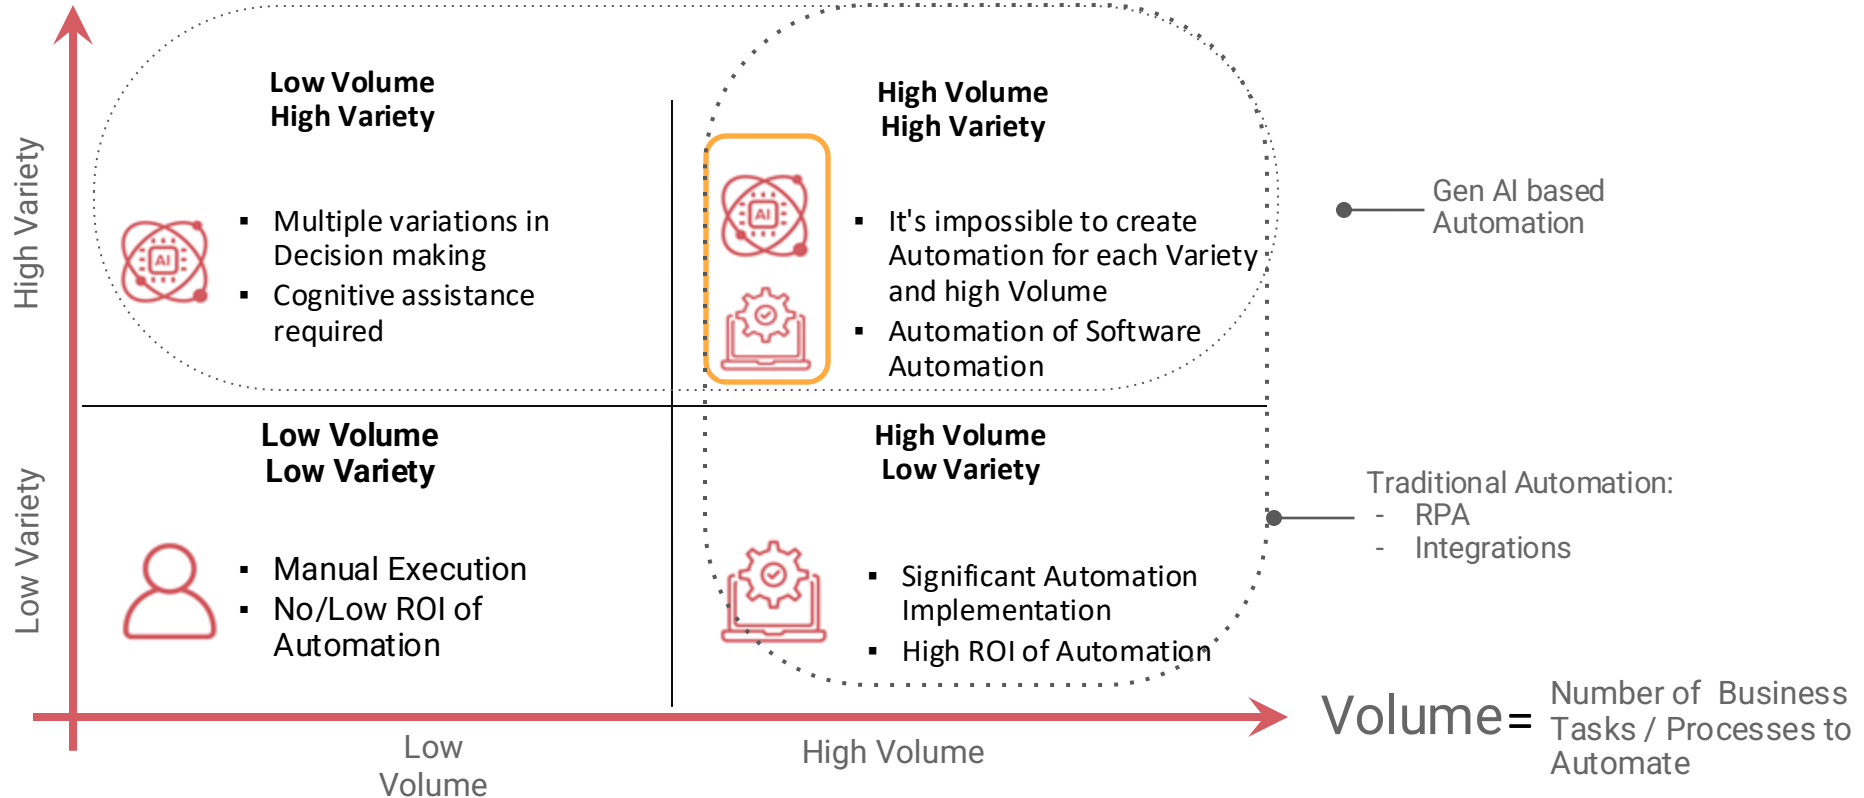 High Variety
Low Variety
Low Volume
High Variety
AI
▪ Multiple variations in
Decision making
▪ Cognitive assistance
required
High Volume
High Variety
AI
▪ It's impossible to create
Automation for each Variety
and high Volume
▪ Automation of Software
Automation
Gen AI based
Automation
Low Volume
Low Variety
▪ Manual Execution
▪ No/Low ROI of
Automation
High Volume
Low Variety
▪ Significant Automation
Implementation
▪ High ROI of Automation
Traditional Automation:
- RPA
- Integrations
Low
Volume
High Volume
Volume =
Number of Business
Tasks / Processes to
Automate